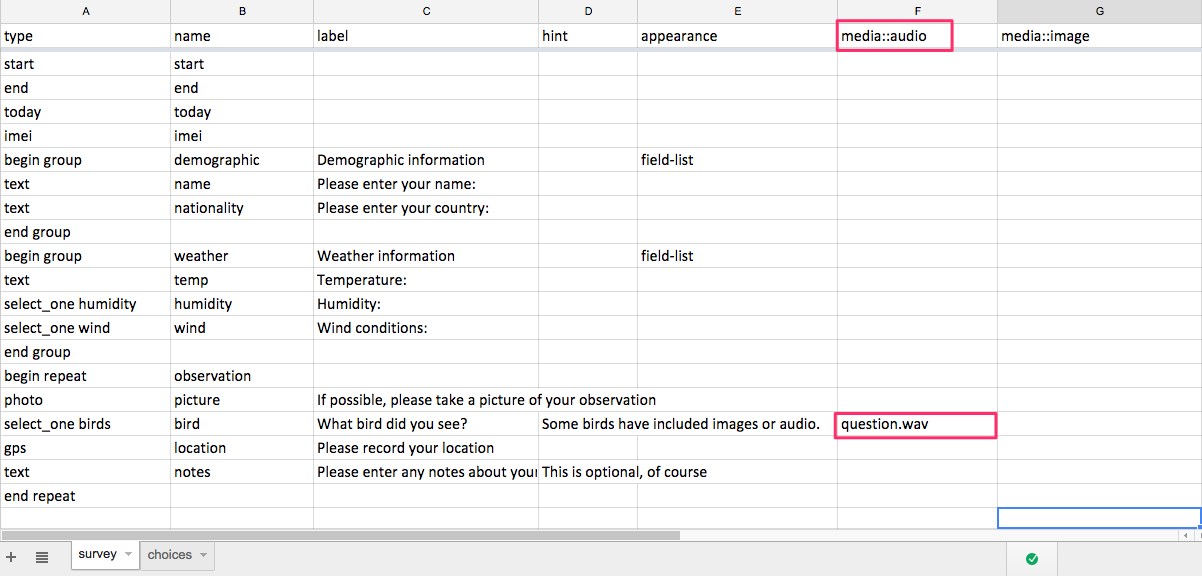 A B C D E F G
type name label hint appearance media::audio media::image
start start
end end
today today
imei imei
begin group demographic Demographic information field-list
text name Please enter your name:
text nationality Please enter your country:
end group
begin group weather Weather information field-list
text temp Temperature:
select_one humidity humidity Humidity:
select_one wind wind Wind conditions:
end group
begin repeat observation
photo picture If possible, please take a picture of your observation
select_one birds bird What bird did you see? Some birds have included images or audio. question.wav
gps location Please record your location
text notes Please enter any notes about your This is optional, of course
end repeat
survey choices